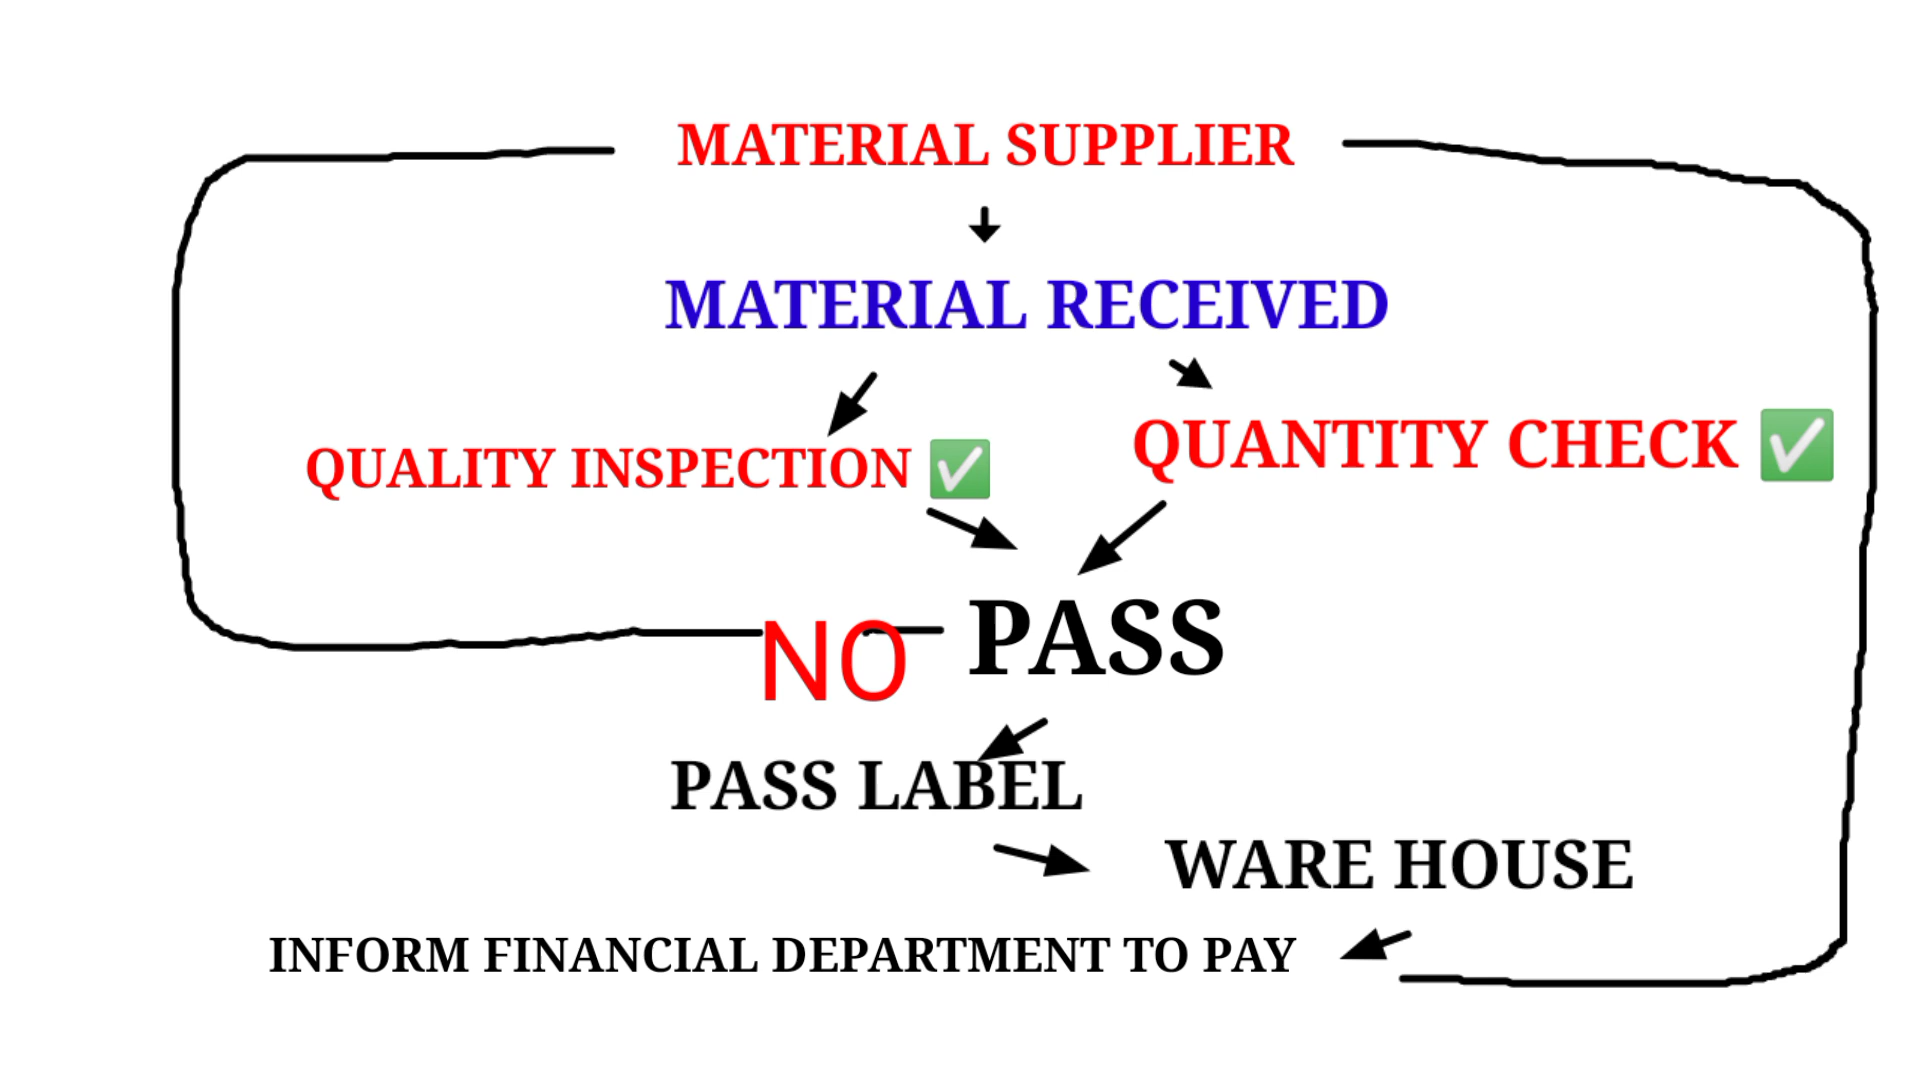 MATERIAL SUPPLIER
MATERIAL RECEIVED
QUALITY INSPECTION ✅
QUANTITY CHECK ✅
NO
PASS
PASS LABEL
WARE HOUSE
INFORM FINANCIAL DEPARTMENT TO PAY